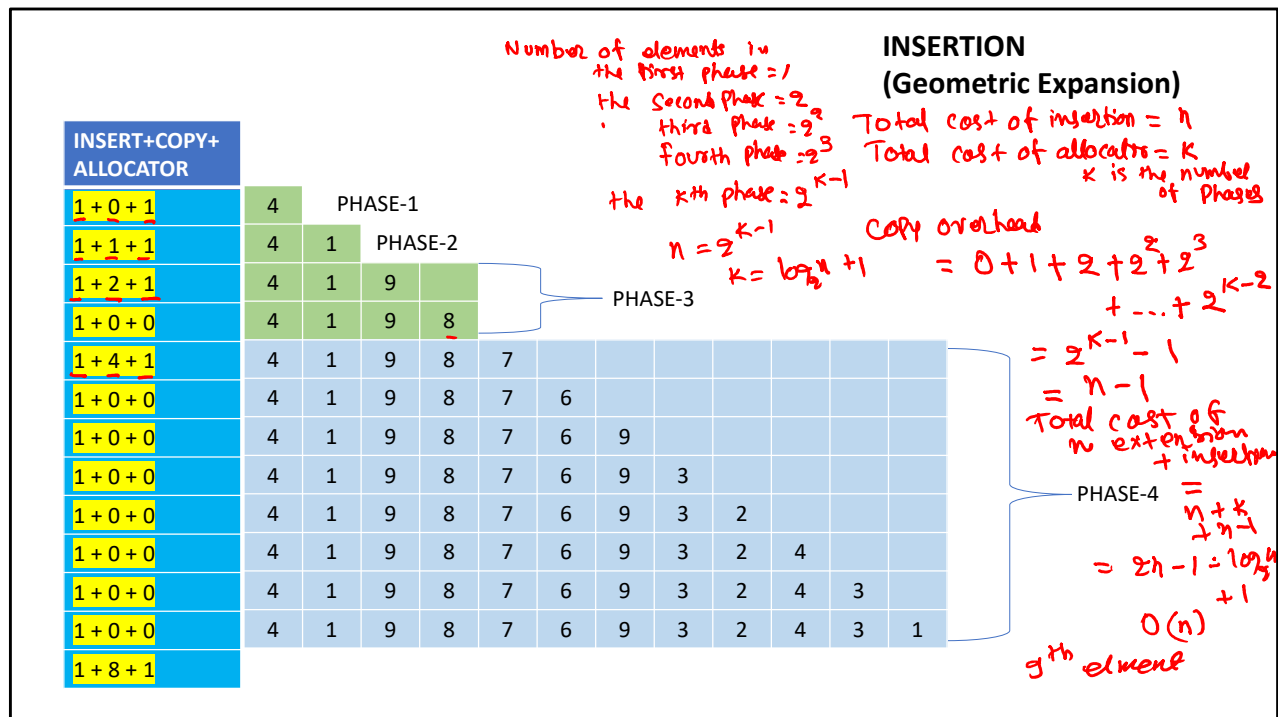 INSERTION
(Geometric Expansion)
Number of elements in
the first phase = 1
the second phase = 2
third phase = 2²
fourth phase = 2³
the kth phase = 2^K-1
n = 2^K-1
K = log₂n + 1
Total cost of insertion = n
Total cost of allocator = K
K is the number
of phases
Copy overhead
= 0+1+2+2²+2³
+ ... + 2^K-2
= 2^K-1 - 1
= n-1
Total cost of
n extension
+ insertion
=
n + K
+ n-1
= 2n-1 = log₂n
+ 1
O(n)
9th elment
INSERT+COPY+
ALLOCATOR
1 + 0 + 1 4 PHASE-1
1 + 1 + 1 4 1 PHASE-2
1 + 2 + 1 4 1 9
PHASE-3
1 + 0 + 0 4 1 9 8
1 + 4 + 1 4 1 9 8 7
1 + 0 + 0 4 1 9 8 7 6
1 + 0 + 0 4 1 9 8 7 6 9
1 + 0 + 0 4 1 9 8 7 6 9 3
PHASE-4
1 + 0 + 0 4 1 9 8 7 6 9 3 2
1 + 0 + 0 4 1 9 8 7 6 9 3 2 4
1 + 0 + 0 4 1 9 8 7 6 9 3 2 4 3
1 + 0 + 0 4 1 9 8 7 6 9 3 2 4 3 1
1 + 8 + 1